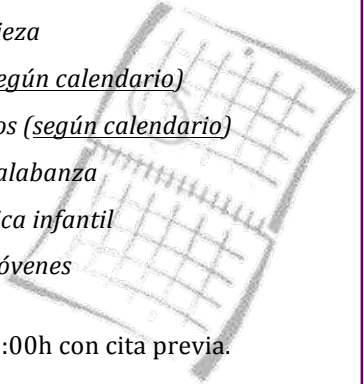 ieza
egún calendario)
os (según calendario)
alabanza
ica infantil
óvenes
:00h con cita previa.